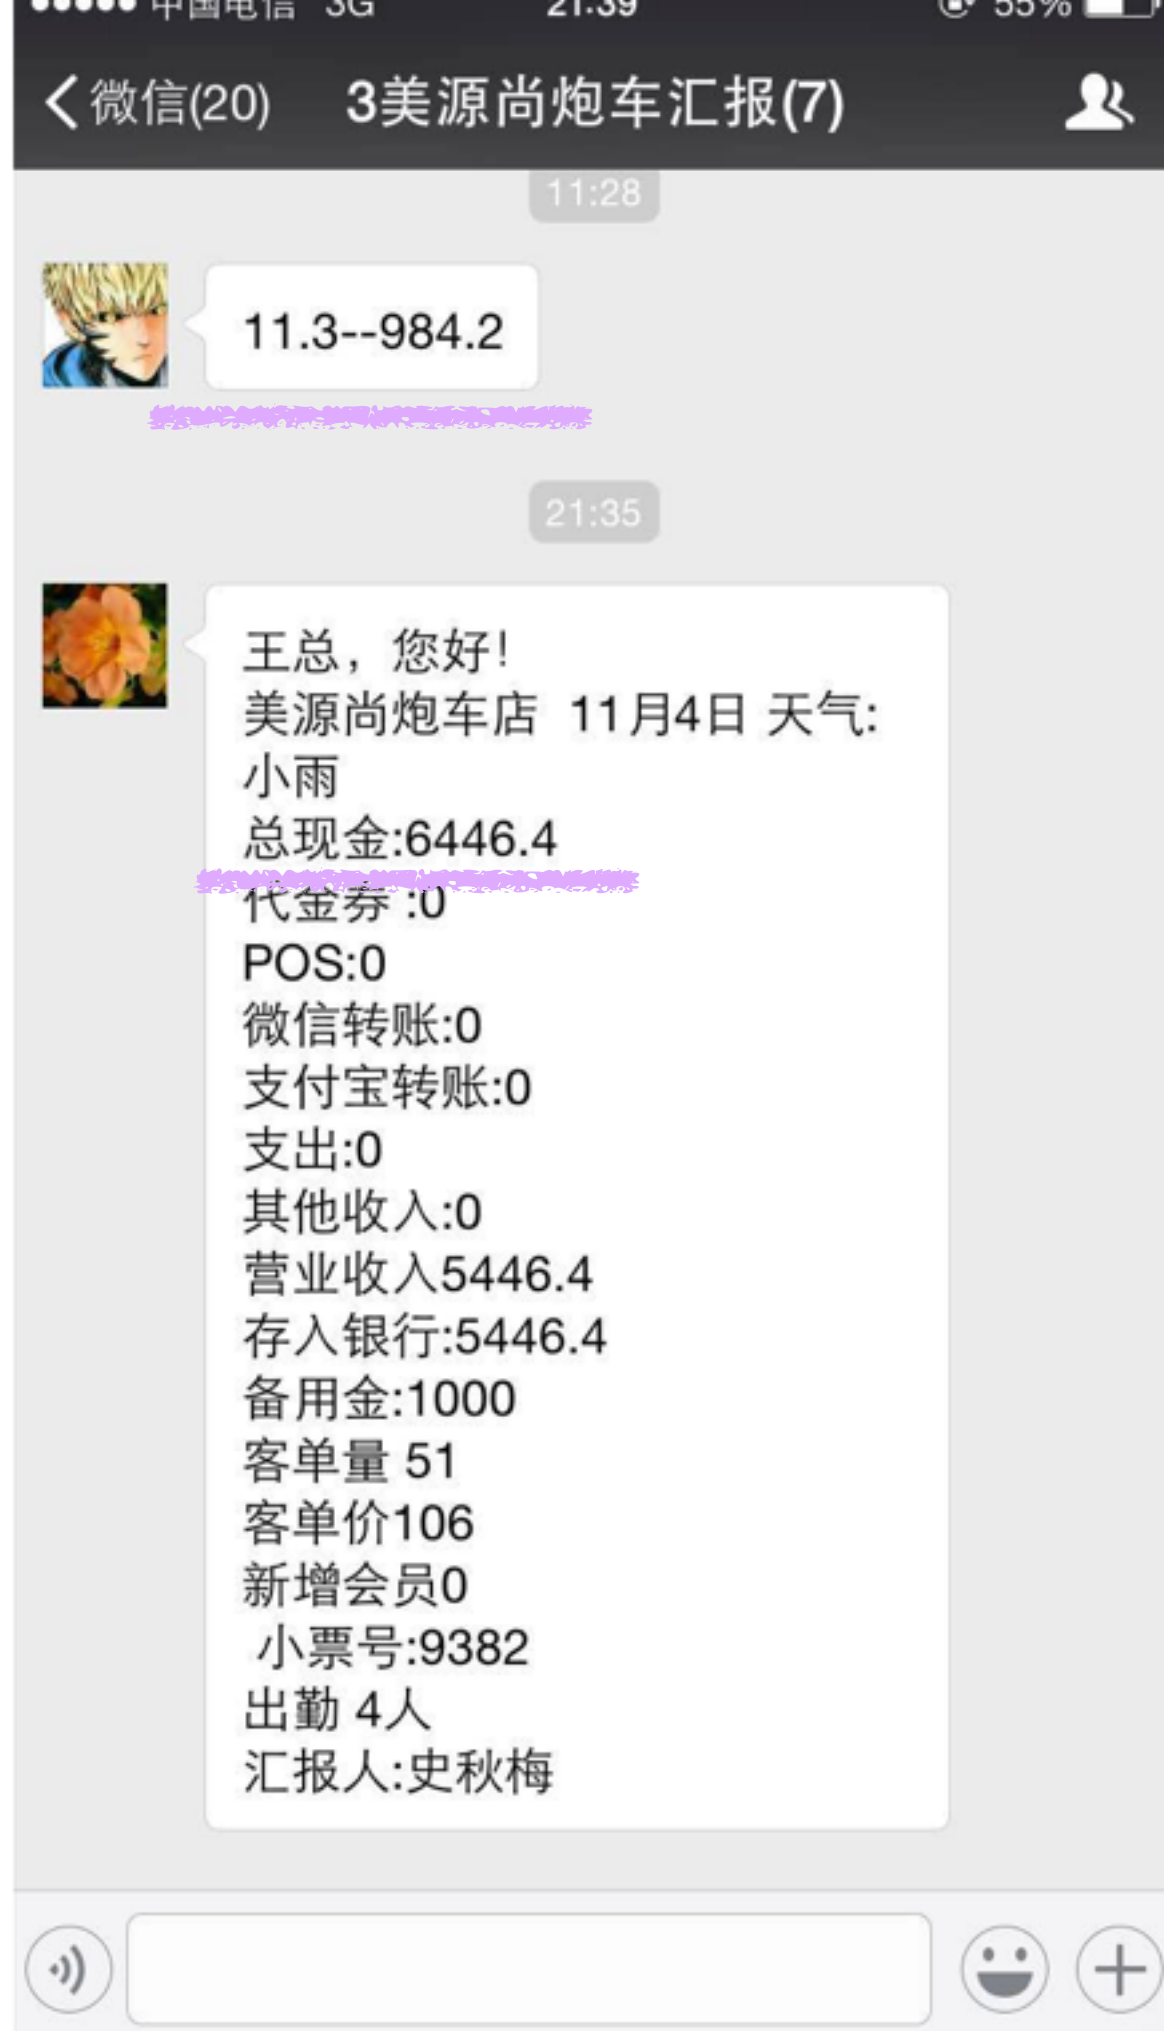 中国电信 3G 21:39 55%
微信(20) 3美源尚炮车汇报(7)
11:28
11.3--984.2
21:35
王总，您好！
美源尚炮车店 11月4日 天气:
小雨
总现金:6446.4
代金券 :0
POS:0
微信转账:0
支付宝转账:0
支出:0
其他收入:0
营业收入5446.4
存入银行:5446.4
备用金:1000
客单量 51
客单价106
新增会员0
小票号:9382
出勤 4人
汇报人:史秋梅